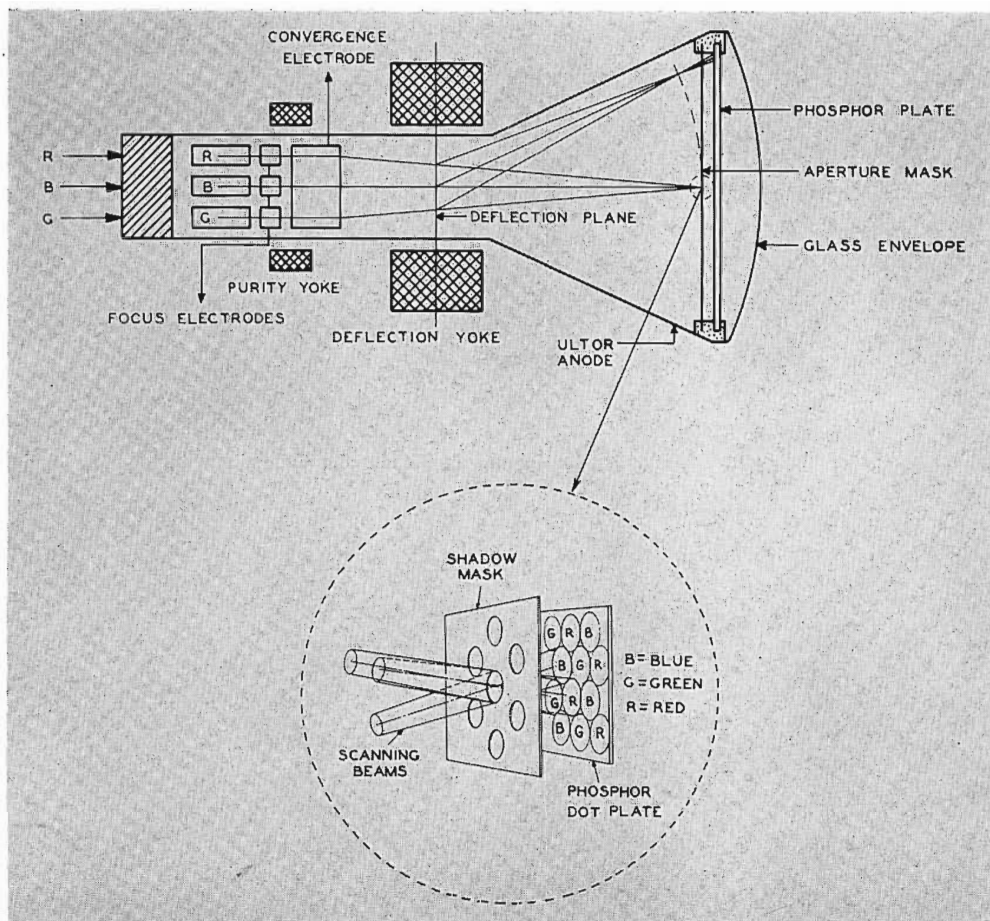 CONVERGENCE
ELECTRODE
PHOSPHOR PLATE
R
R
APERTURE MASK
B
B
G
G
DEFLECTION PLANE
GLASS ENVELOPE
PURITY YOKE
FOCUS ELECTRODES
DEFLECTION YOKE
ULTOR
ANODE
SHADOW
MASK
G R B
B G R
G R B
B G R
B=BLUE
G=GREEN
R=RED
SCANNING
BEAMS
PHOSPHOR
DOT PLATE